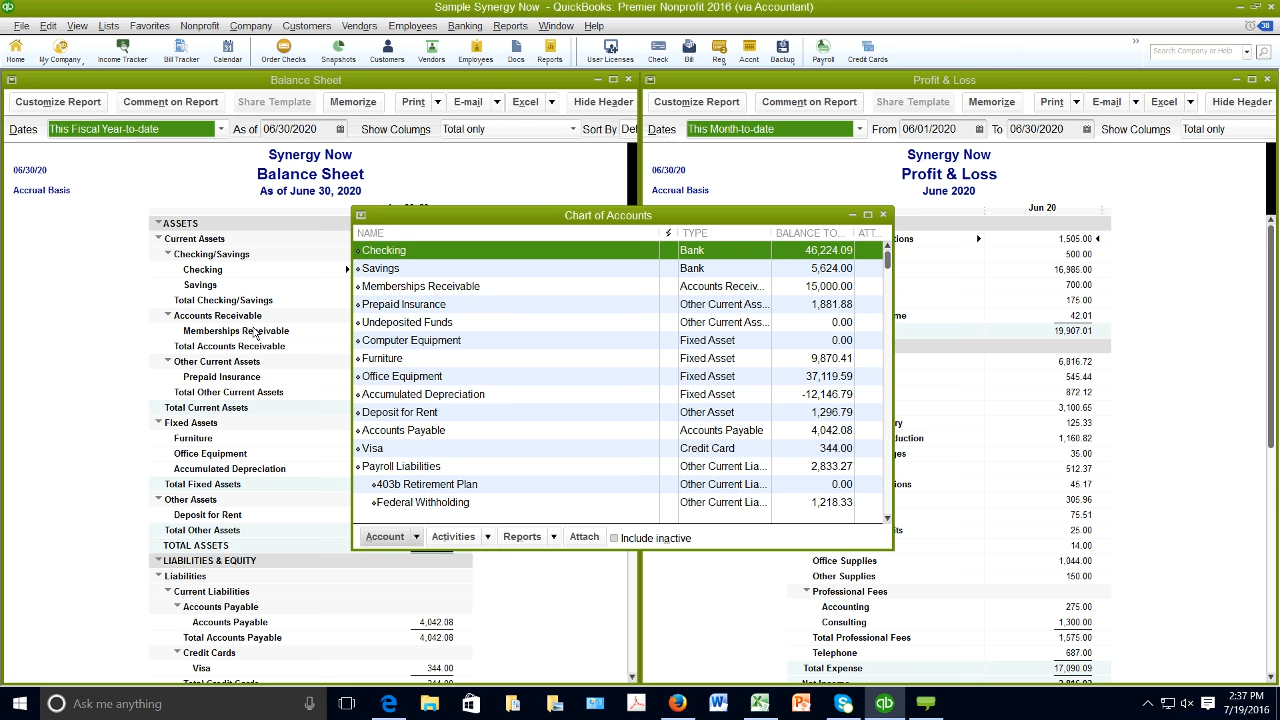 Sample Synergy Now - QuickBooks: Premier Nonprofit 2016 (via Accountant)
File Edit View Lists Favorites Nonprofit Company Customers Vendors Employees Banking Reports Window Help
38
Home My Company Income Tracker Bill Tracker Calendar Order Checks Snapshots Customers Vendors Employees Docs Reports User Licenses Check Bill Reg Accnt Backup Payroll Credit Cards
Search Company or Help
Balance Sheet
Customize Report Comment on Report Share Template Memorize Print E-mail Excel Hide Header
Dates This Fiscal Year-to-date As of 06/30/2020 Show Columns Total only Sort By
Synergy Now
06/30/20
Balance Sheet
Accrual Basis
As of June 30, 2020
ASSETS
Current Assets
Checking/Savings
Checking
Savings
Total Checking/Savings
Accounts Receivable
Memberships Receivable
Total Accounts Receivable
Other Current Assets
Prepaid Insurance
Total Other Current Assets
Total Current Assets
Fixed Assets
Furniture
Office Equipment
Accumulated Depreciation
Total Fixed Assets
Other Assets
Deposit for Rent
Total Other Assets
TOTAL ASSETS
LIABILITIES & EQUITY
Liabilities
Current Liabilities
Accounts Payable
Accounts Payable 4,042.08
Total Accounts Payable 4,042.08
Credit Cards
Visa 344.00
Chart of Accounts
NAME TYPE BALANCE TO... ATT...
Checking Bank 46,224.09
Savings Bank 5,624.00
Memberships Receivable Accounts Receiv... 15,000.00
Prepaid Insurance Other Current Ass... 1,881.88
Undeposited Funds Other Current Ass... 0.00
Computer Equipment Fixed Asset 0.00
Furniture Fixed Asset 9,870.41
Office Equipment Fixed Asset 37,119.59
Accumulated Depreciation Fixed Asset -12,146.79
Deposit for Rent Other Asset 1,296.79
Accounts Payable Accounts Payable 4,042.08
Visa Credit Card 344.00
Payroll Liabilities Other Current Lia... 2,833.27
403b Retirement Plan Other Current Lia... 0.00
Federal Withholding Other Current Lia... 1,218.33
Account Activities Reports Attach Include inactive
Profit & Loss
Customize Report Comment on Report Share Template Memorize Print E-mail Excel Hide Header
Dates This Month-to-date From 06/01/2020 To 06/30/2020 Show Columns Total only
Synergy Now
06/30/20
Profit & Loss
Accrual Basis
June 2020
Jun 20
1,505.00
500.00
16,985.00
700.00
175.00
42.01
19,907.01
6,816.72
545.44
872.12
3,100.65
125.33
1,160.82
35.00
512.37
46.17
305.96
75.51
25.00
14.00
Office Supplies 1,044.00
Other Supplies 150.00
Professional Fees
Accounting 275.00
Consulting 1,300.00
Total Professional Fees 1,575.00
Telephone 687.00
Total Expense 17,090.09
Ask me anything
2:37 PM
7/19/2016